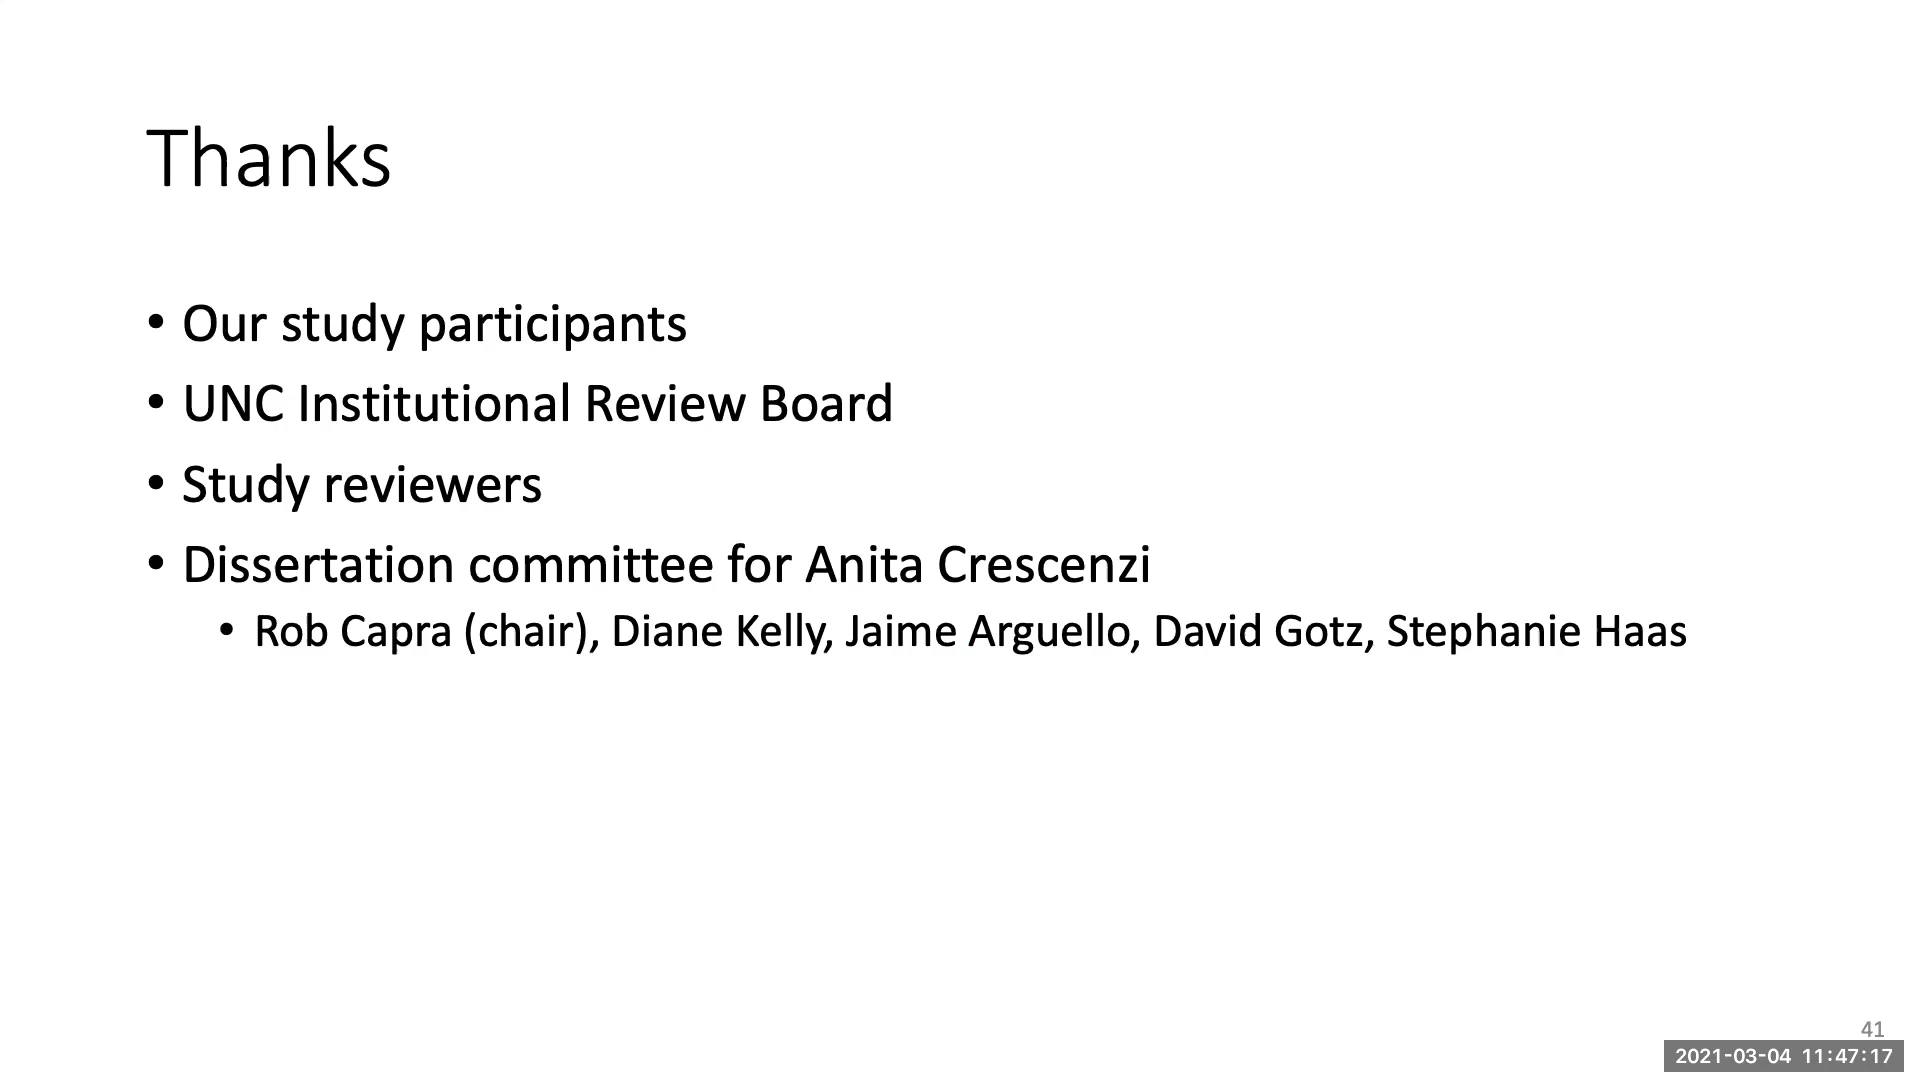 Thanks
• Our study participants
• UNC Institutional Review Board
• Study reviewers
• Dissertation committee for Anita Crescenzi
• Rob Capra (chair), Diane Kelly, Jaime Arguello, David Gotz, Stephanie Haas
41
2021-03-04 11:47:17